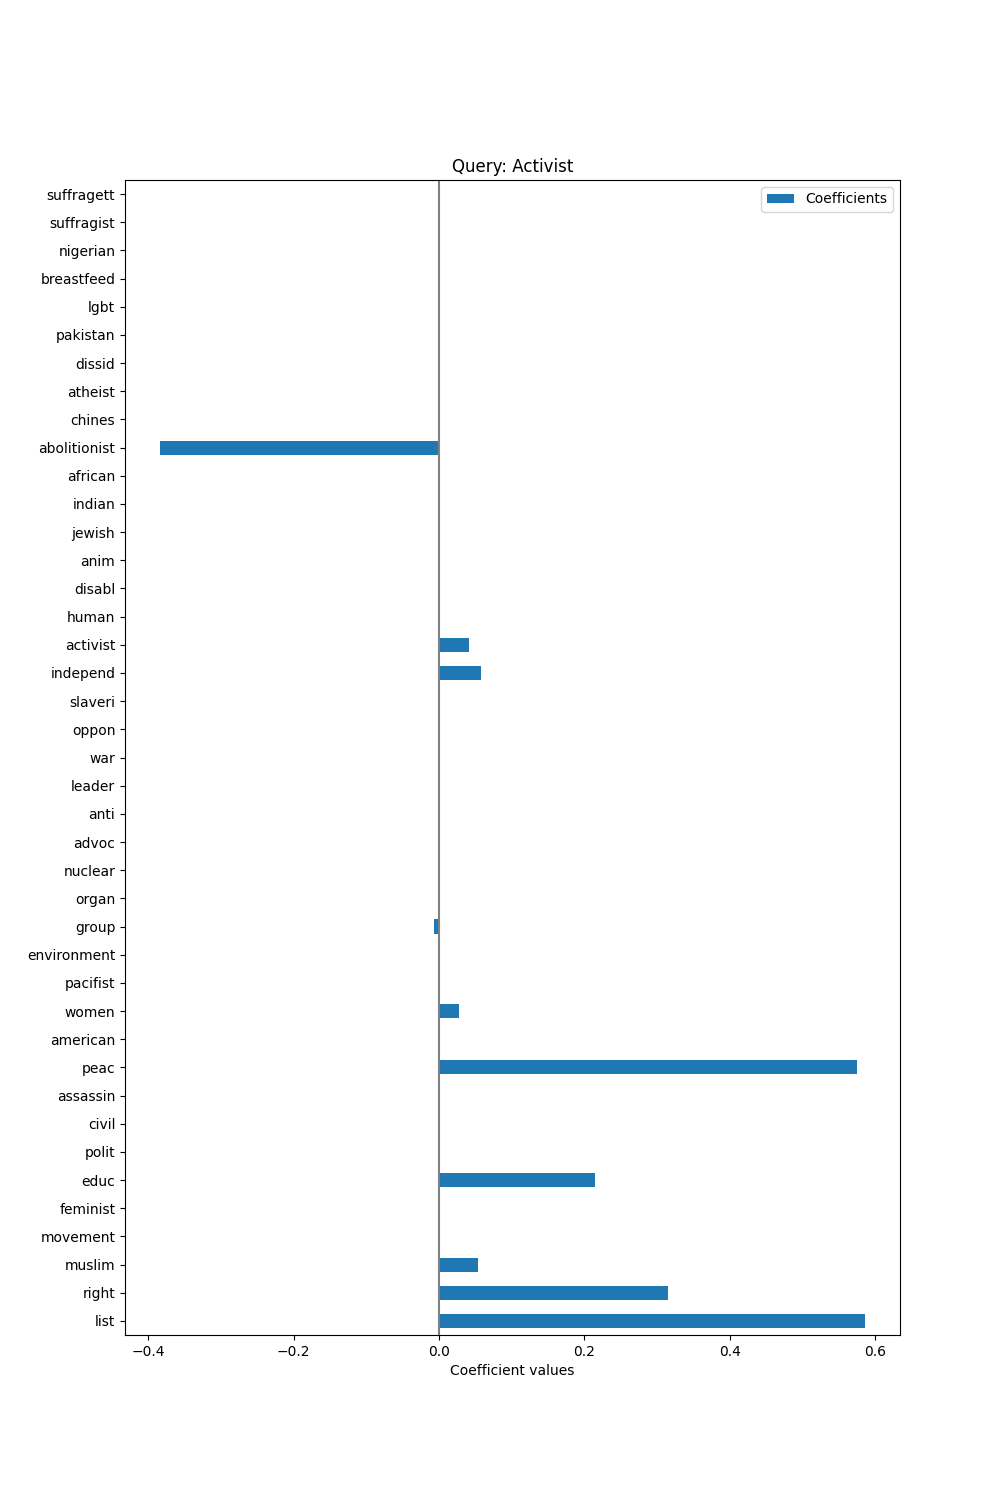 Query: Activist
Coefficients
suffragett
suffragist
nigerian
breastfeed
lgbt
pakistan
dissid
atheist
chines
abolitionist
african
indian
jewish
anim
disabl
human
activist
independ
slaveri
oppon
war
leader
anti
advoc
nuclear
organ
group
environment
pacifist
women
american
peac
assassin
civil
polit
educ
feminist
movement
muslim
right
list
−0.4 −0.2 0.0 0.2 0.4 0.6
Coefficient values